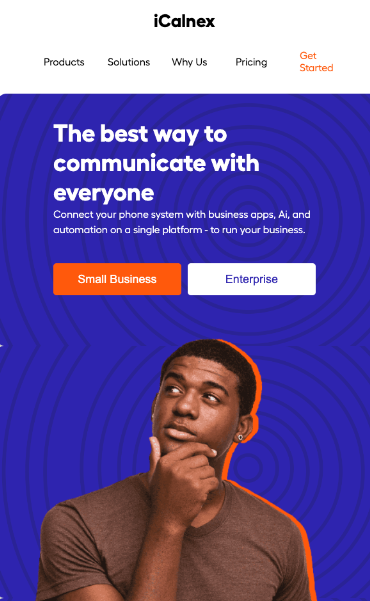 iCalnex
Products Solutions Why Us Pricing Get
Started
The best way to
communicate with
everyone
Connect your phone system with business apps, Ai, and
automation on a single platform - to run your business.
Small Business Enterprise